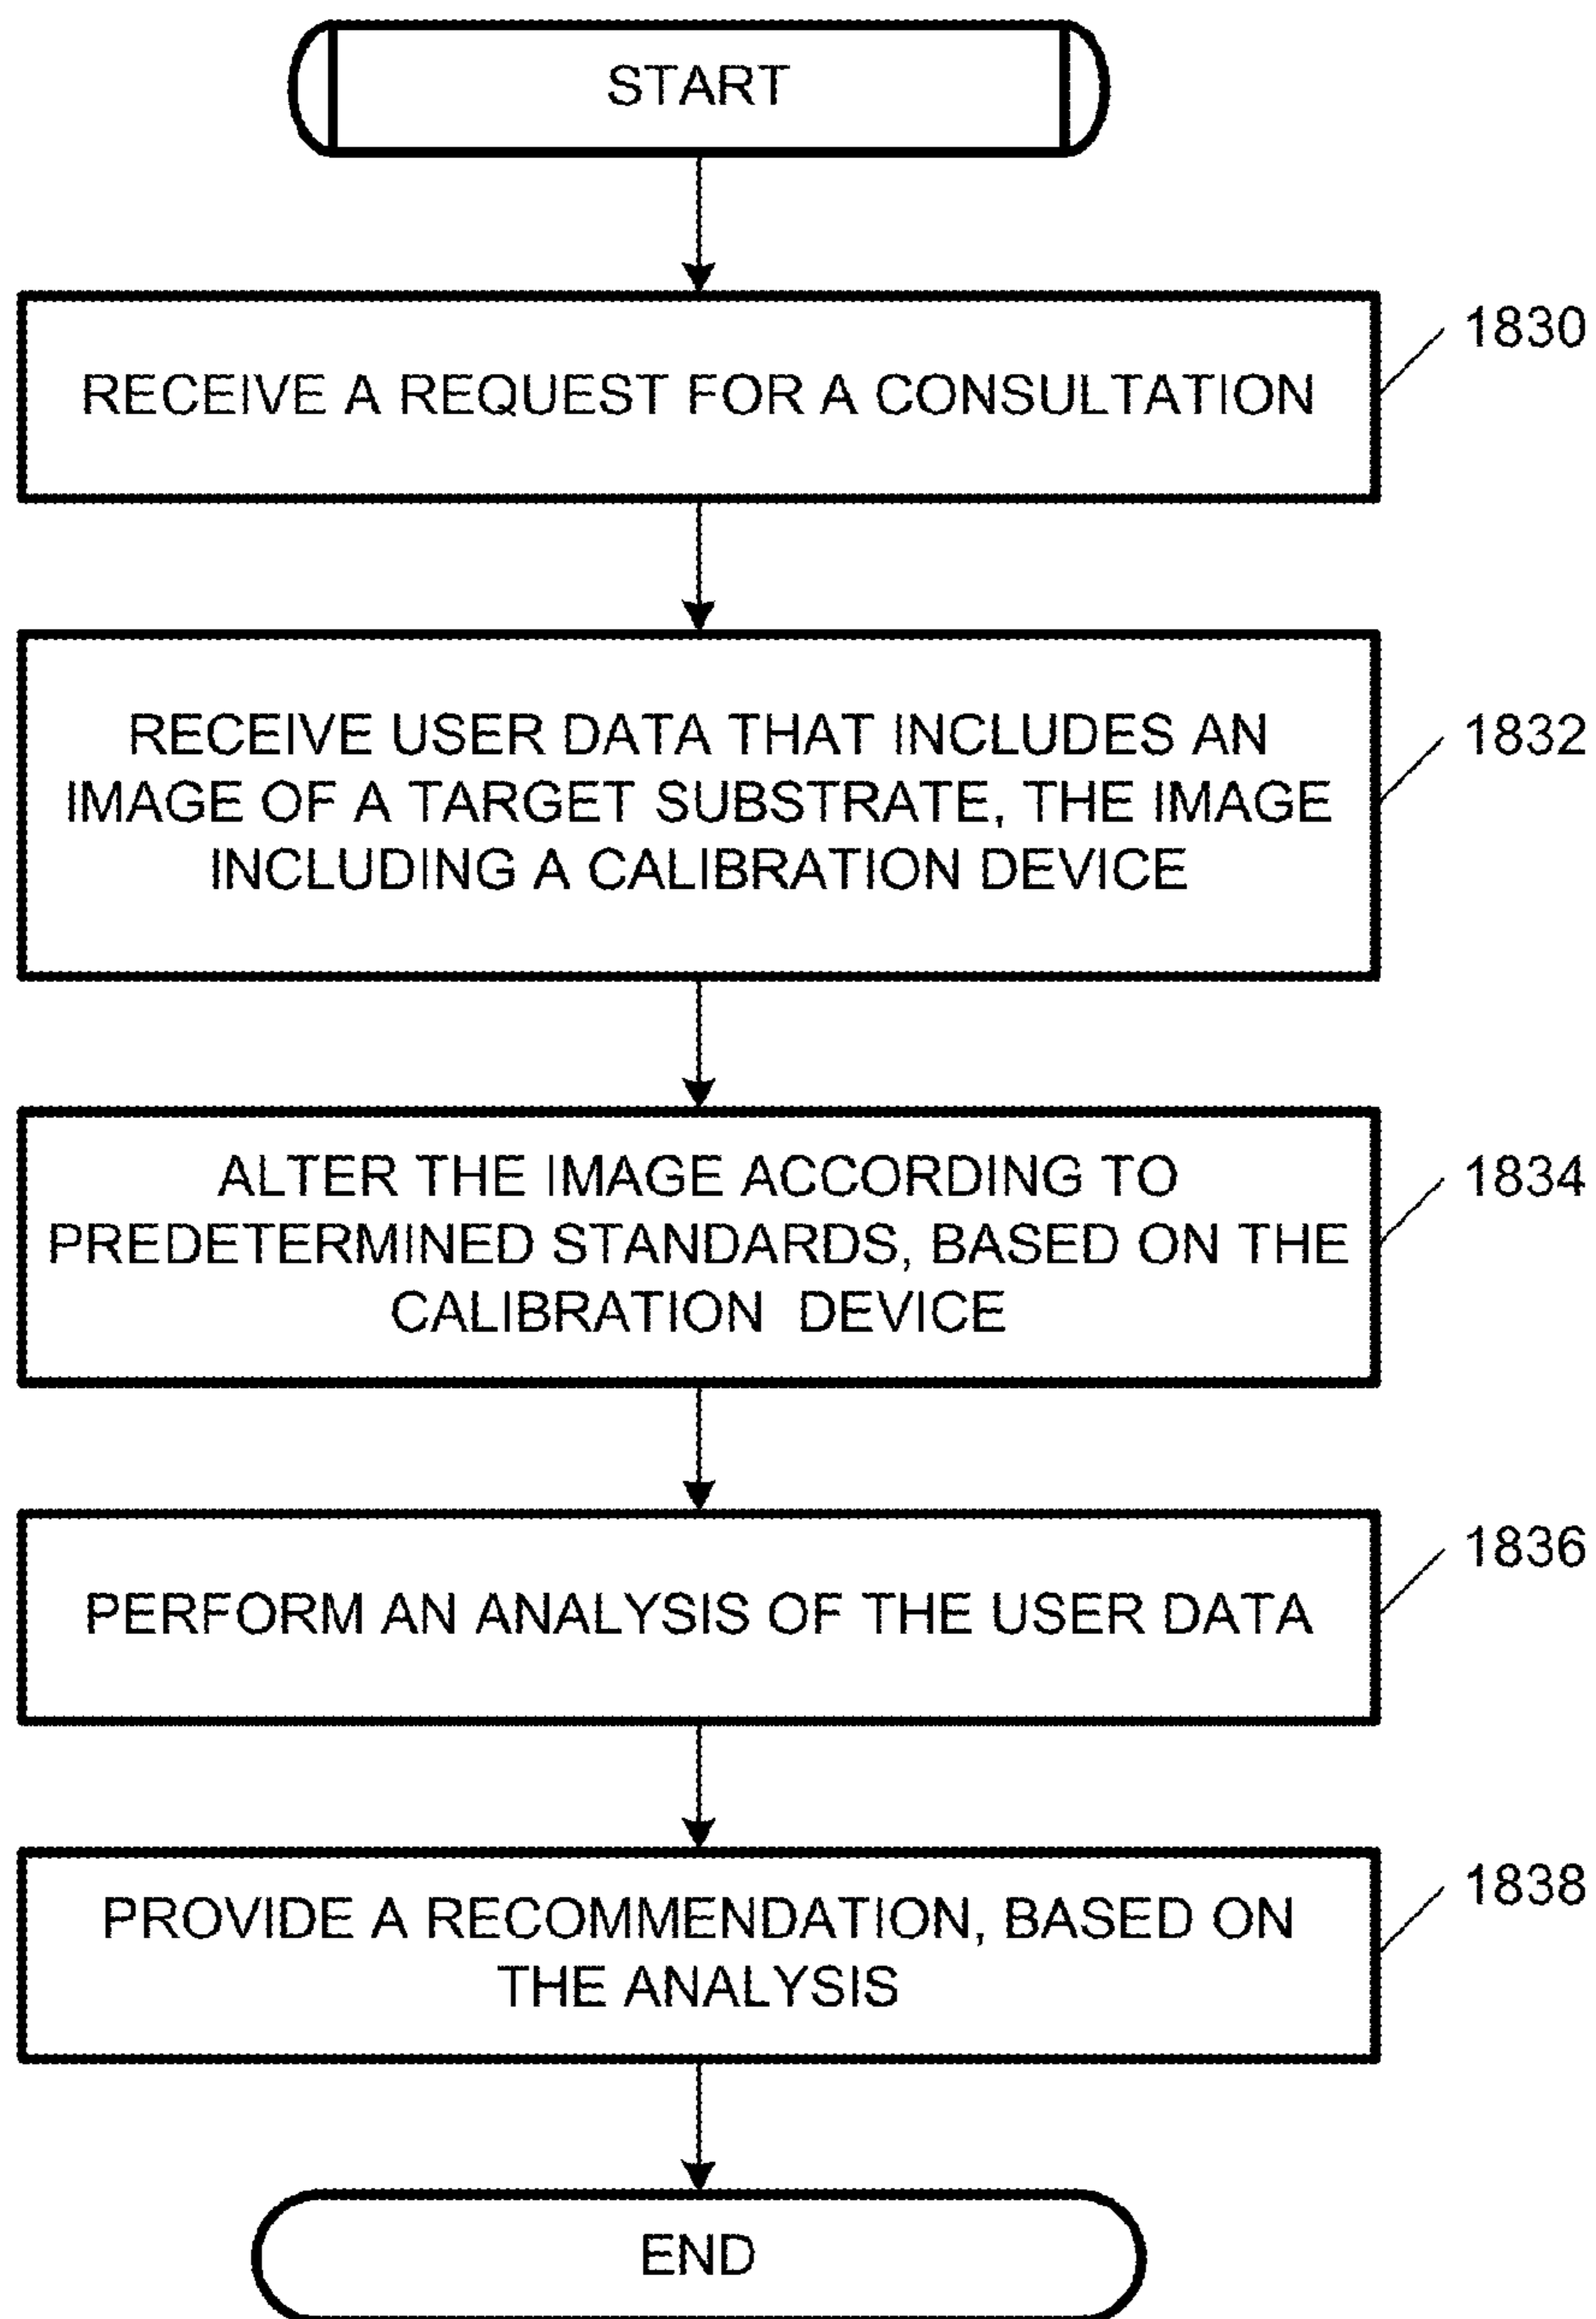 START
RECEIVE A REQUEST FOR A CONSULTATION
1830
RECEIVE USER DATA THAT INCLUDES AN
IMAGE OF A TARGET SUBSTRATE, THE IMAGE
INCLUDING A CALIBRATION DEVICE
1832
ALTER THE IMAGE ACCORDING TO
PREDETERMINED STANDARDS, BASED ON THE
CALIBRATION DEVICE
1834
PERFORM AN ANALYSIS OF THE USER DATA
1836
PROVIDE A RECOMMENDATION, BASED ON
THE ANALYSIS
1838
END